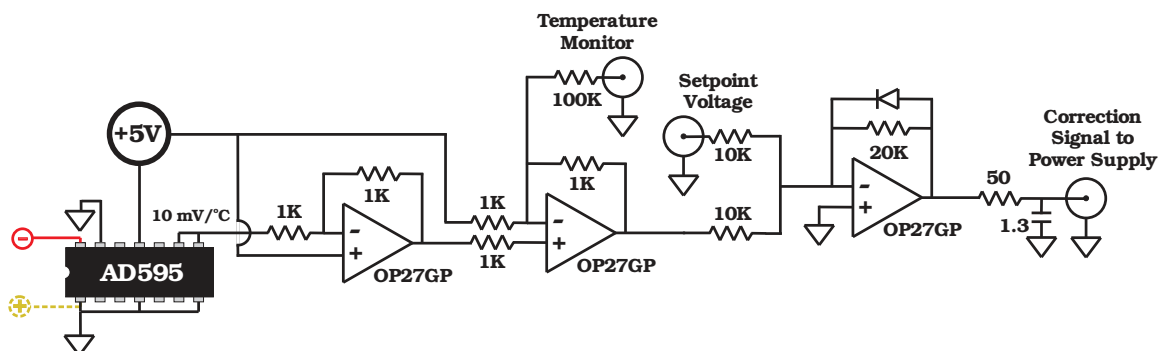 Temperature
Monitor
100K
Setpoint
Voltage
10K
20K
Correction
Signal to
Power Supply
+5V
1K
1K
10 mV/°C
1K
1K
1K
10K
50
1.3
-
+
OP27GP
-
+
OP27GP
-
+
OP27GP
-
+
AD595